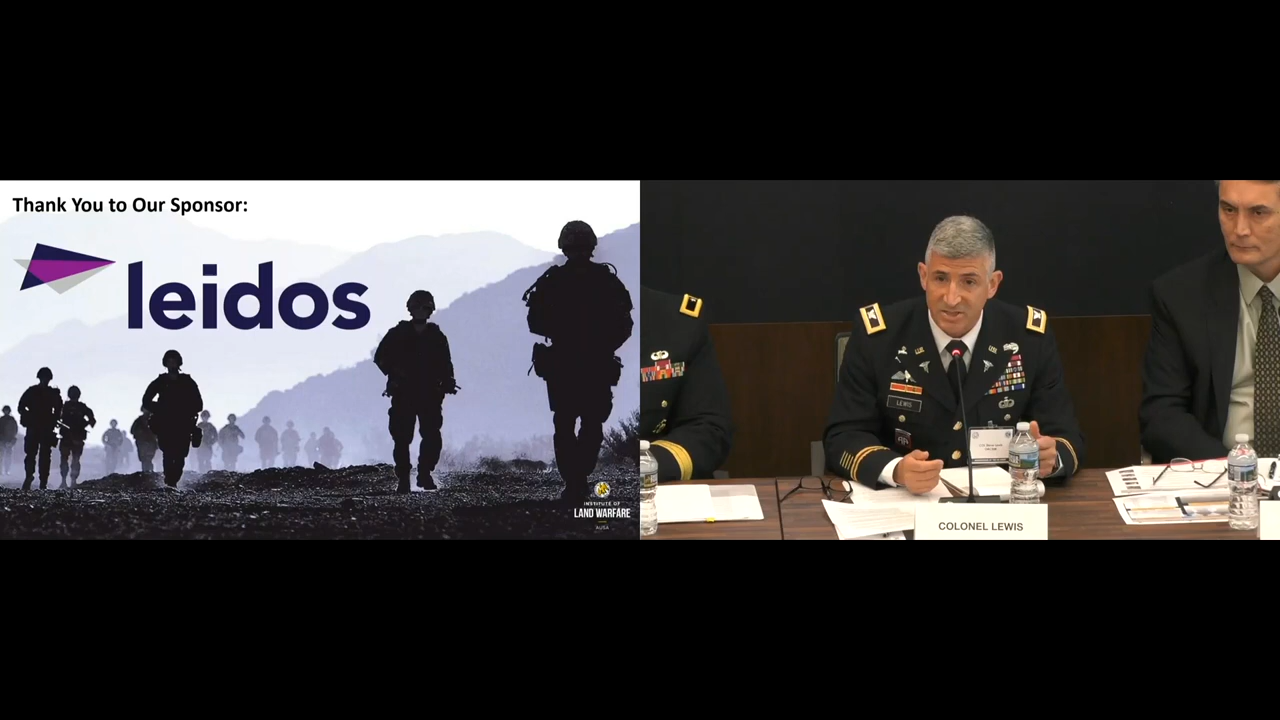 Thank You to Our Sponsor:
leidos
INSTITUTE OF
LAND WARFARE
AUSA
LEWIS
COLONEL LEWIS